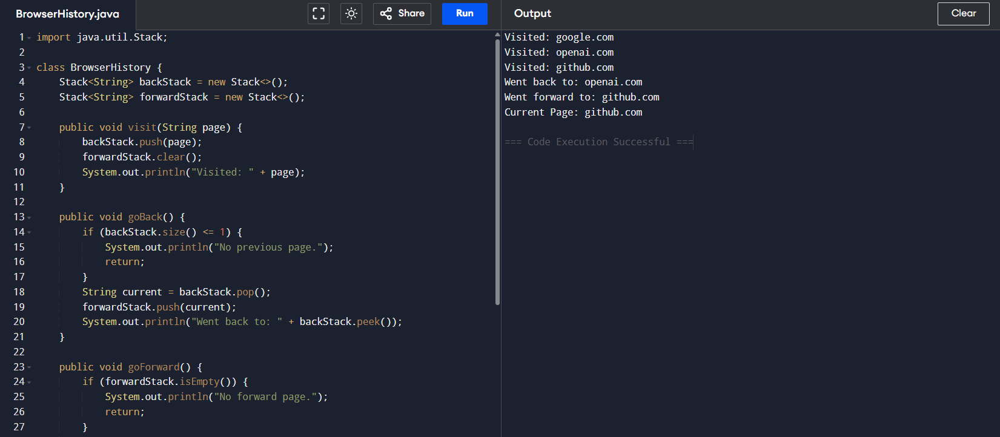 BrowserHistory.java
Share
Run
Output
Clear
1 import java.util.Stack;
2
3 class BrowserHistory {
4     Stack<String> backStack = new Stack<>();
5     Stack<String> forwardStack = new Stack<>();
6
7     public void visit(String page) {
8         backStack.push(page);
9         forwardStack.clear();
10         System.out.println("Visited: " + page);
11     }
12
13     public void goBack() {
14         if (backStack.size() <= 1) {
15             System.out.println("No previous page.");
16             return;
17         }
18         String current = backStack.pop();
19         forwardStack.push(current);
20         System.out.println("Went back to: " + backStack.peek());
21     }
22
23     public void goForward() {
24         if (forwardStack.isEmpty()) {
25             System.out.println("No forward page.");
26             return;
27         }
Visited: google.com
Visited: openai.com
Visited: github.com
Went back to: openai.com
Went forward to: github.com
Current Page: github.com
=== Code Execution Successful ===